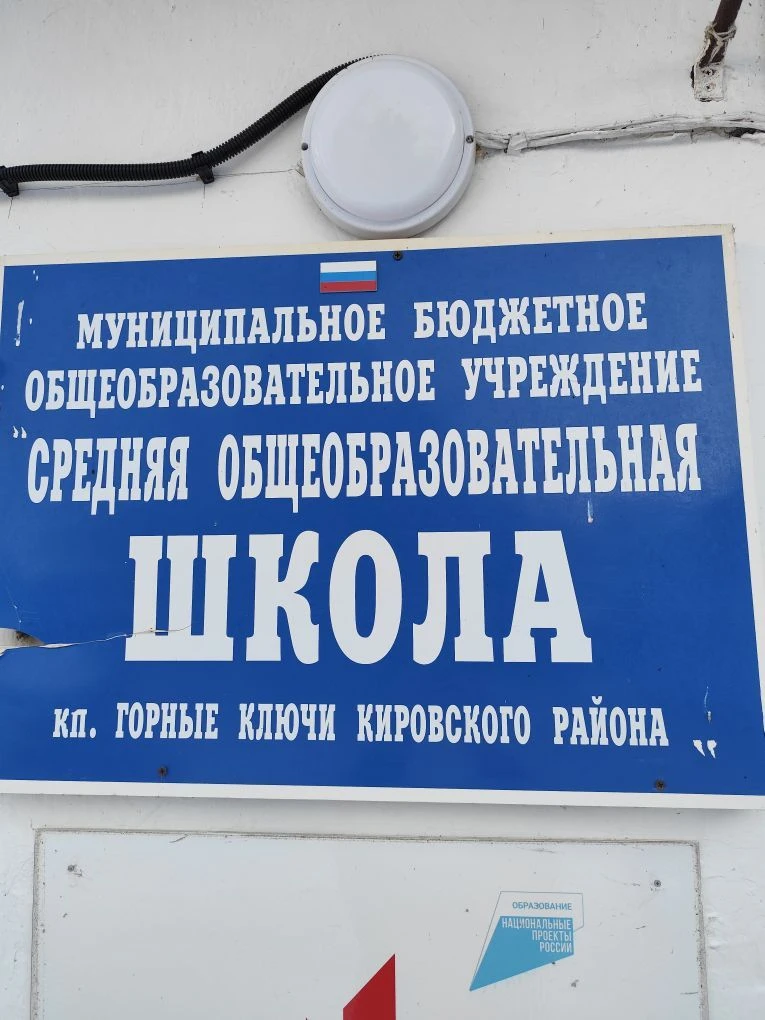 МУНИЦИПАЛЬНОЕ БЮДЖЕТНОЕ
ОБЩЕОБРАЗОВАТЕЛЬНОЕ УЧРЕЖДЕНИЕ
"СРЕДНЯЯ ОБЩЕОБРАЗОВАТЕЛЬНАЯ
ШКОЛА
кп. ГОРНЫЕ КЛЮЧИ КИРОВСКОГО РАЙОНА"
ОБРАЗОВАНИЕ
НАЦИОНАЛЬНЫЕ
ПРОЕКТЫ
РОССИИ